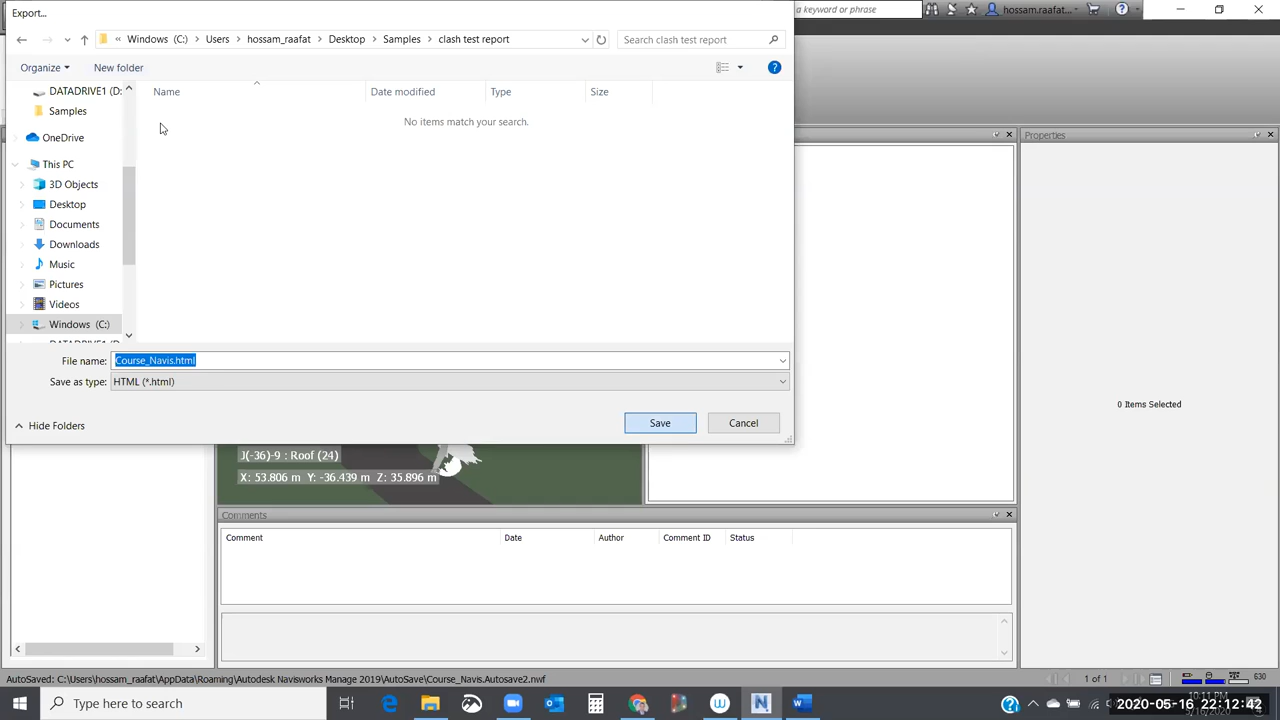 Export...
a keyword or phrase
hossam.raafat...
« Windows (C:) › Users › hossam_raafat › Desktop › Samples › clash test report
Search clash test report
Organize
New folder
Name
Date modified
Type
Size
No items match your search.
DATADRIVE1 (D:
Samples
OneDrive
This PC
3D Objects
Desktop
Documents
Downloads
Music
Pictures
Videos
Windows (C:)
File name: Course_Navis.html
Save as type: HTML (*.html)
Hide Folders
Save
Cancel
Properties
0 Items Selected
J(-36)-9 : Roof (24)
X: 53.806 m Y: -36.439 m Z: 35.896 m
Comments
Comment
Date
Author
Comment ID
Status
AutoSaved: C:\Users\hossam_raafat\AppData\Roaming\Autodesk Navisworks Manage 2019\AutoSave\Course_Navis.Autosave2.nwf
1 of 1
630
Type here to search
10:11 PM
2020-05-16 22:12:42